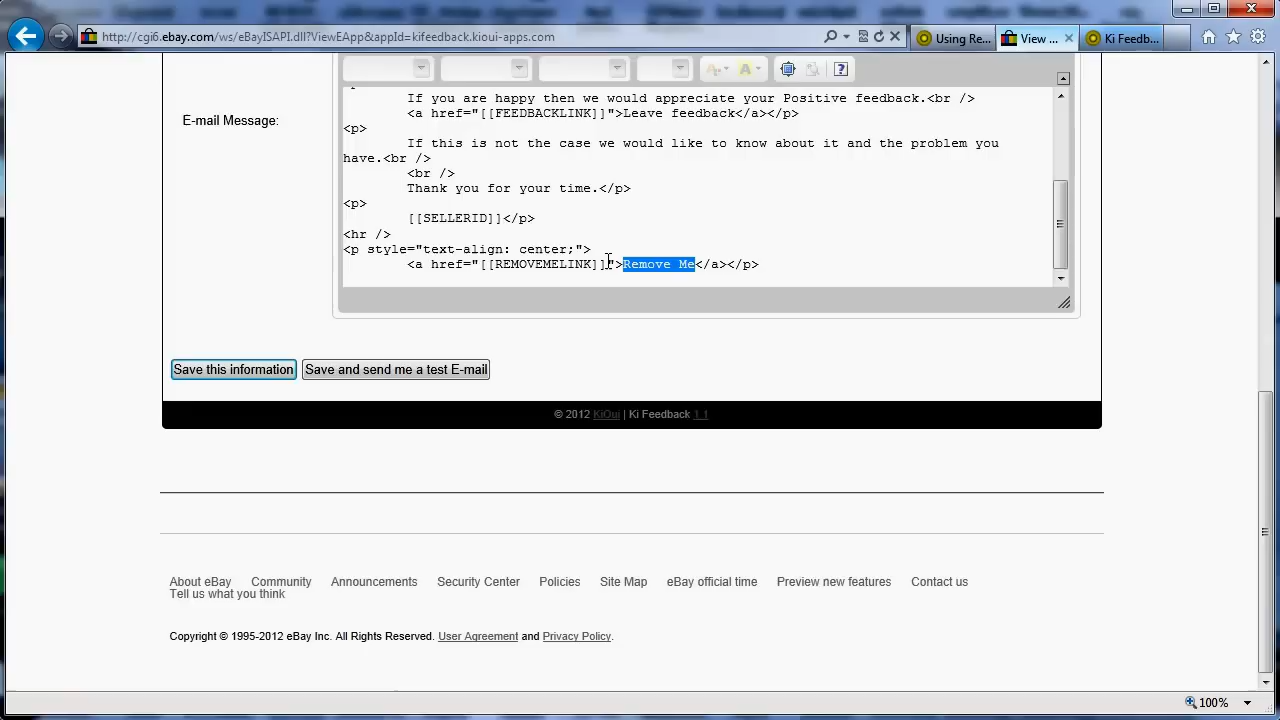 http://cgi6.ebay.com/ws/eBayISAPI.dll?ViewEApp&appId=kifeedback.kioui-apps.com
Using Re...
View ...
Ki Feedb...
E-mail Message:
If you are happy then we would appreciate your Positive feedback.<br />
<a href="[[FEEDBACKLINK]]">Leave feedback</a></p>
<p>
If this is not the case we would like to know about it and the problem you
have.<br />
<br />
Thank you for your time.</p>
<p>
[[SELLERID]]</p>
<hr />
<p style="text-align: center;">
<a href="[[REMOVEMELINK]]">Remove Me</a></p>
Save this information
Save and send me a test E-mail
© 2012 KiOui | Ki Feedback 1.1
About eBay Community Announcements Security Center Policies Site Map eBay official time Preview new features Contact us
Tell us what you think
Copyright © 1995-2012 eBay Inc. All Rights Reserved. User Agreement and Privacy Policy.
100%